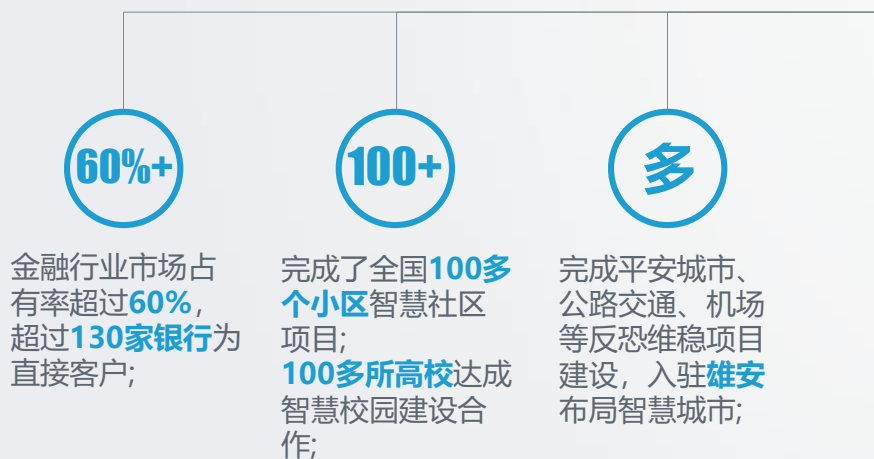 60%+
金融行业市场占
有率超过60%，
超过130家银行为
直接客户;
100+
完成了全国100多
个小区智慧社区
项目;
100多所高校达成
智慧校园建设合
作;
多
完成平安城市、
公路交通、机场
等反恐维稳项目
建设，入驻雄安
布局智慧城市;